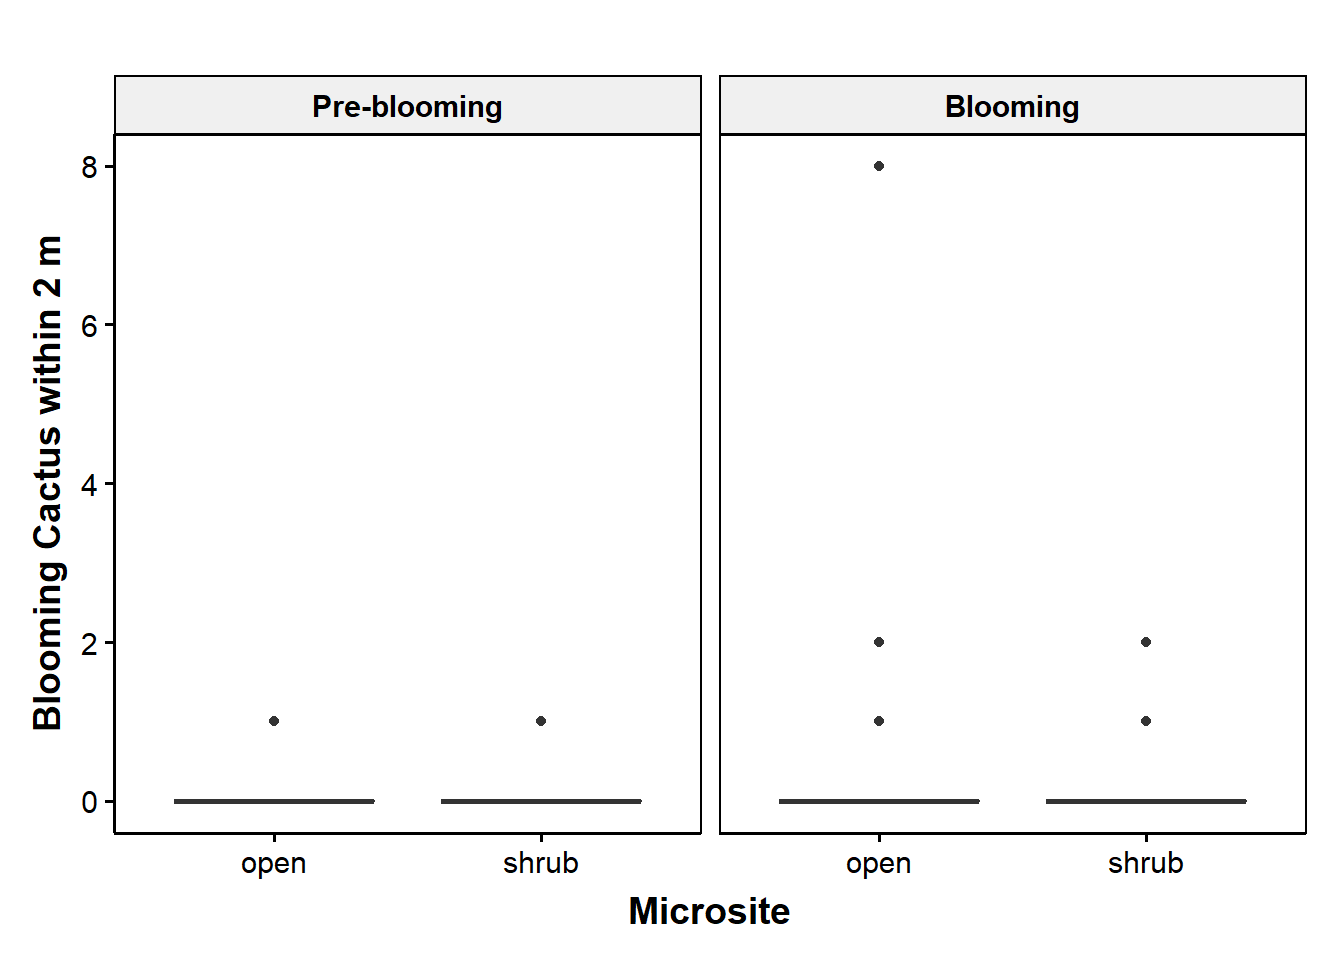 Pre-blooming
Blooming
Blooming Cactus within 2 m
8
6
4
2
0
open
shrub
open
shrub
Microsite